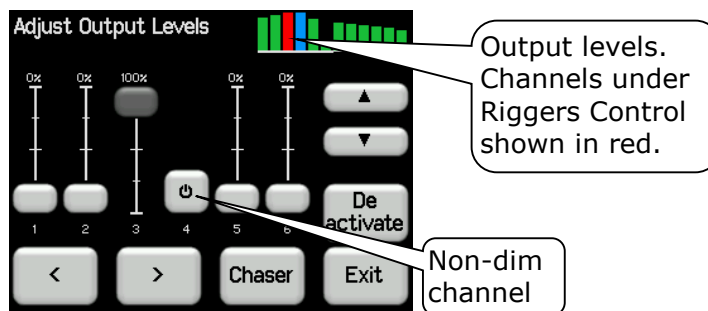 Adjust Output Levels
0% 0% 100% 0% 0%
1 2 3 4 5 6
De
activate
< > Chaser Exit
Output levels.
Channels under
Riggers Control
shown in red.
Non-dim
channel